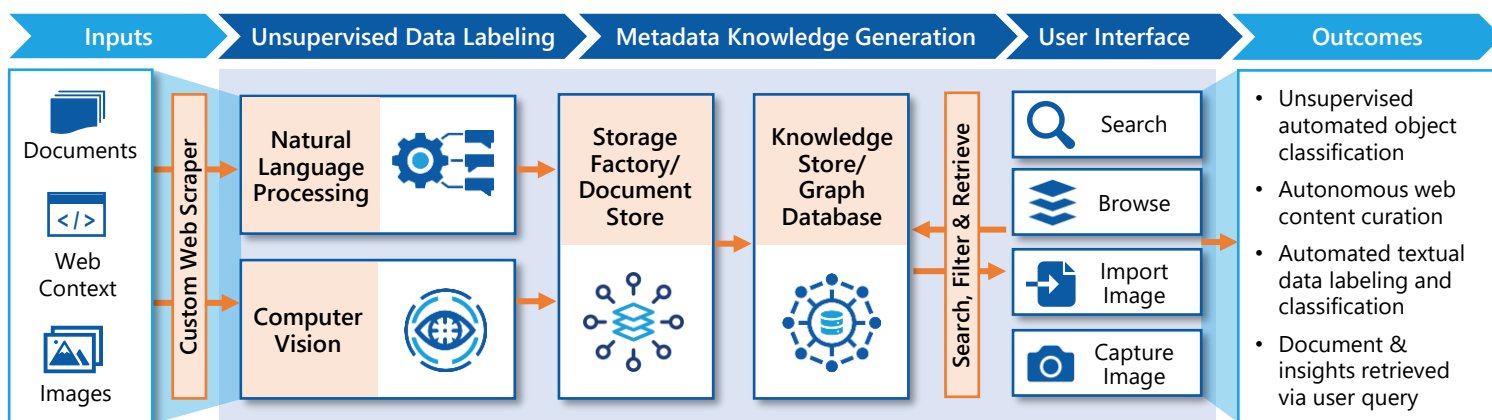 Inputs
Unsupervised Data Labeling
Metadata Knowledge Generation
User Interface
Outcomes
Documents
</>
Web
Context
Images
Custom Web Scraper
Natural
Language
Processing
Computer
Vision
Storage
Factory/
Document
Store
Knowledge
Store/
Graph
Database
Search, Filter & Retrieve
Search
Browse
Import
Image
Capture
Image
• Unsupervised
automated object
classification
• Autonomous web
content curation
• Automated textual
data labeling and
classification
• Document &
insights retrieved
via user query